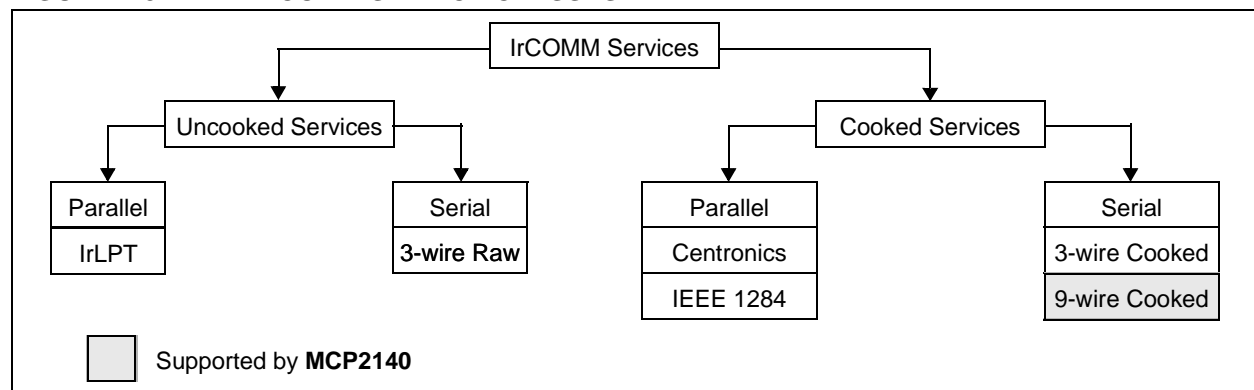 IrCOMM Services
Uncooked Services
Cooked Services
Parallel
IrLPT
Serial
3-wire Raw
Parallel
Centronics
IEEE 1284
Serial
3-wire Cooked
9-wire Cooked
Supported by MCP2140